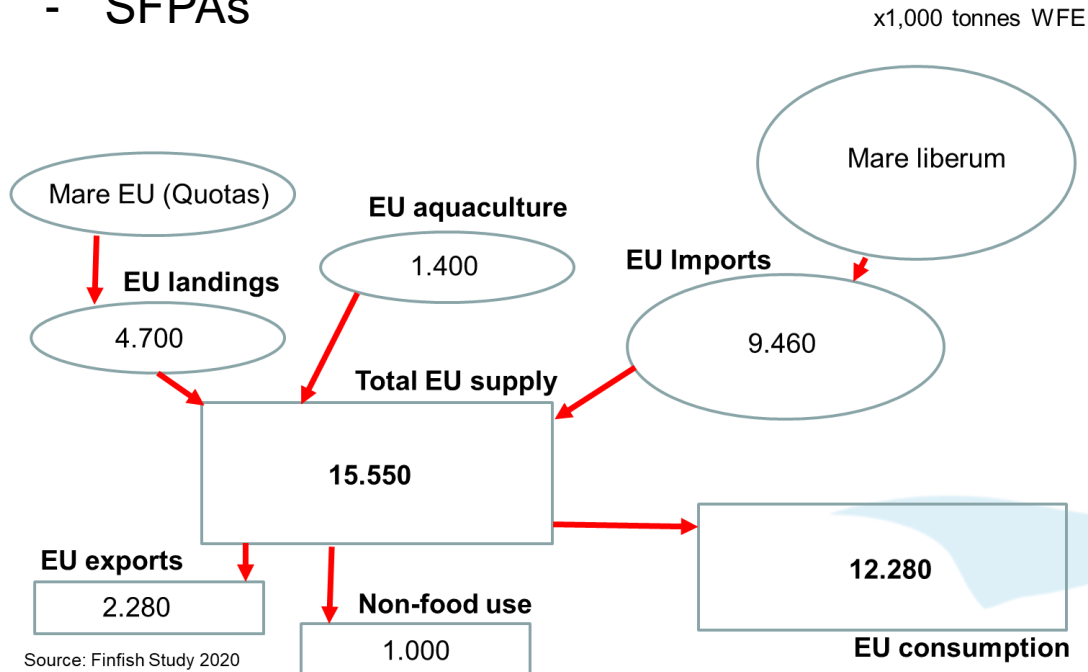 - SFPAs
x1,000 tonnes WFE
Mare liberum
Mare EU (Quotas)
EU aquaculture
1.400
EU Imports
EU landings
4.700
9.460
Total EU supply
15.550
EU exports
2.280
12.280
Non-food use
1.000
EU consumption
Source: Finfish Study 2020